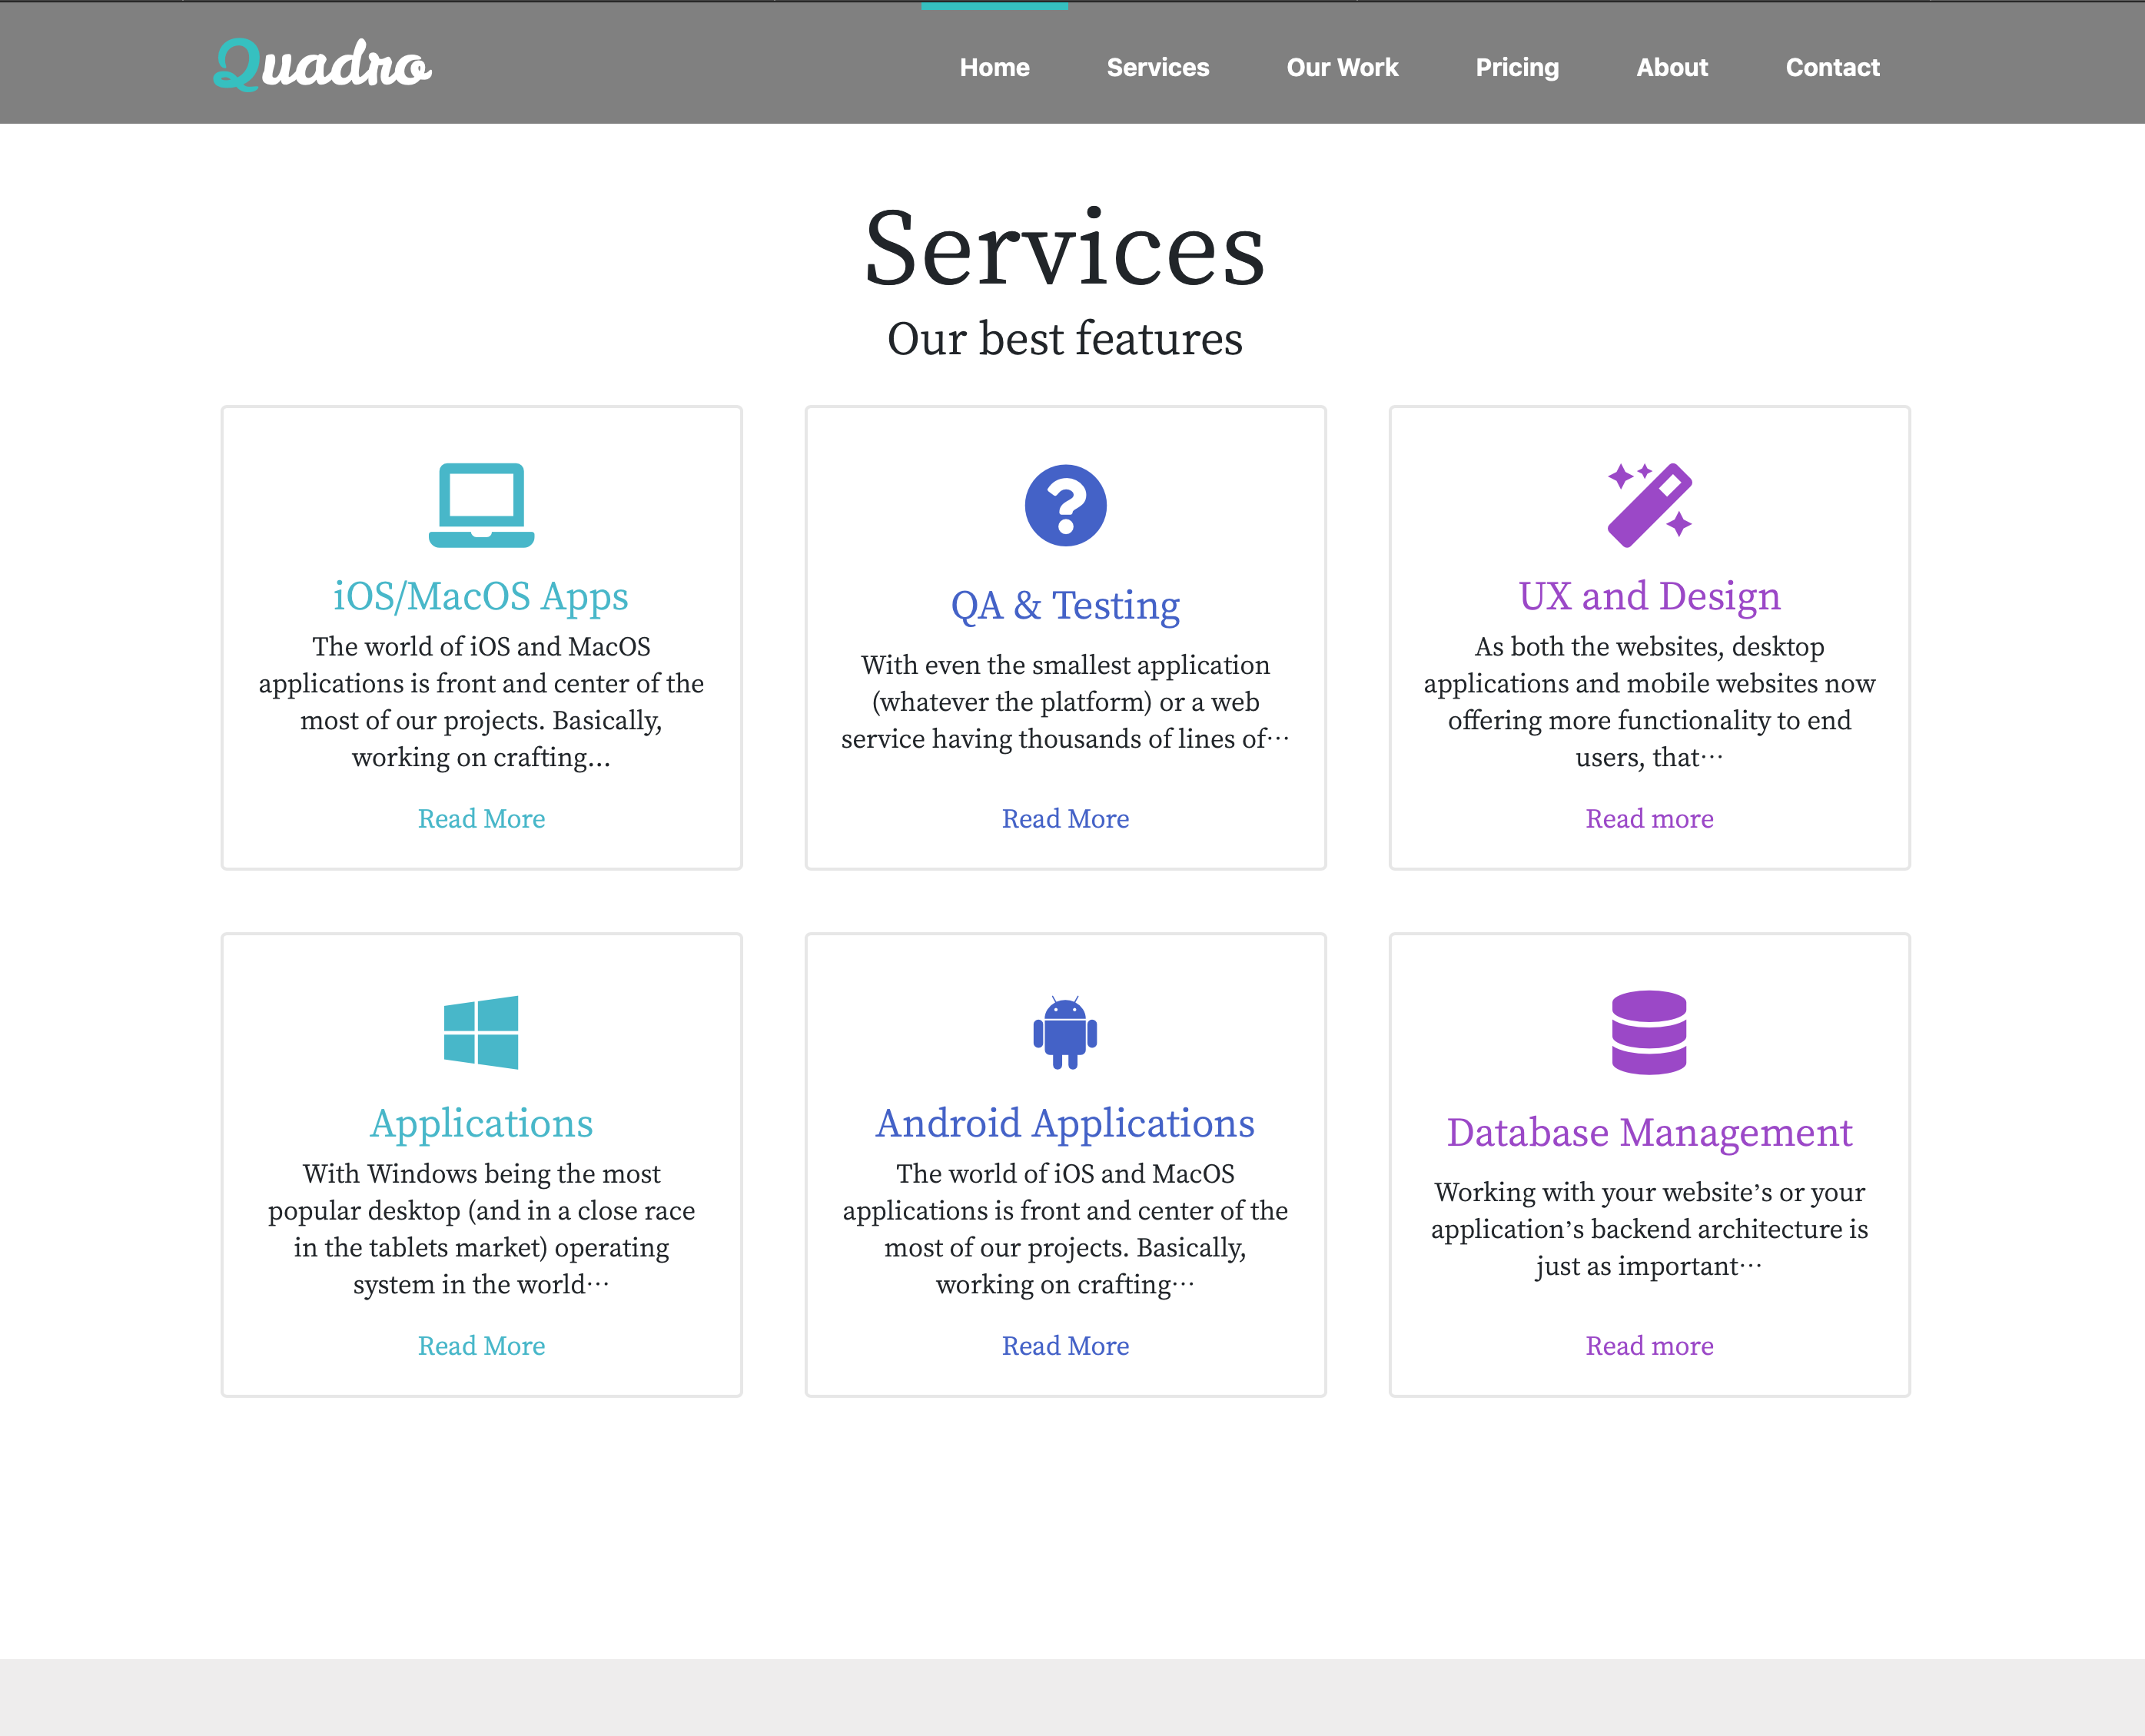 Quadro
Home Services Our Work Pricing About Contact
Services
Our best features
iOS/MacOS Apps
The world of iOS and MacOS
applications is front and center of the
most of our projects. Basically,
working on crafting...
Read More
QA & Testing
With even the smallest application
(whatever the platform) or a web
service having thousands of lines of⋯
Read More
UX and Design
As both the websites, desktop
applications and mobile websites now
offering more functionality to end
users, that⋯
Read more
Applications
With Windows being the most
popular desktop (and in a close race
in the tablets market) operating
system in the world⋯
Read More
Android Applications
The world of iOS and MacOS
applications is front and center of the
most of our projects. Basically,
working on crafting⋯
Read More
Database Management
Working with your website’s or your
application’s backend architecture is
just as important⋯
Read more